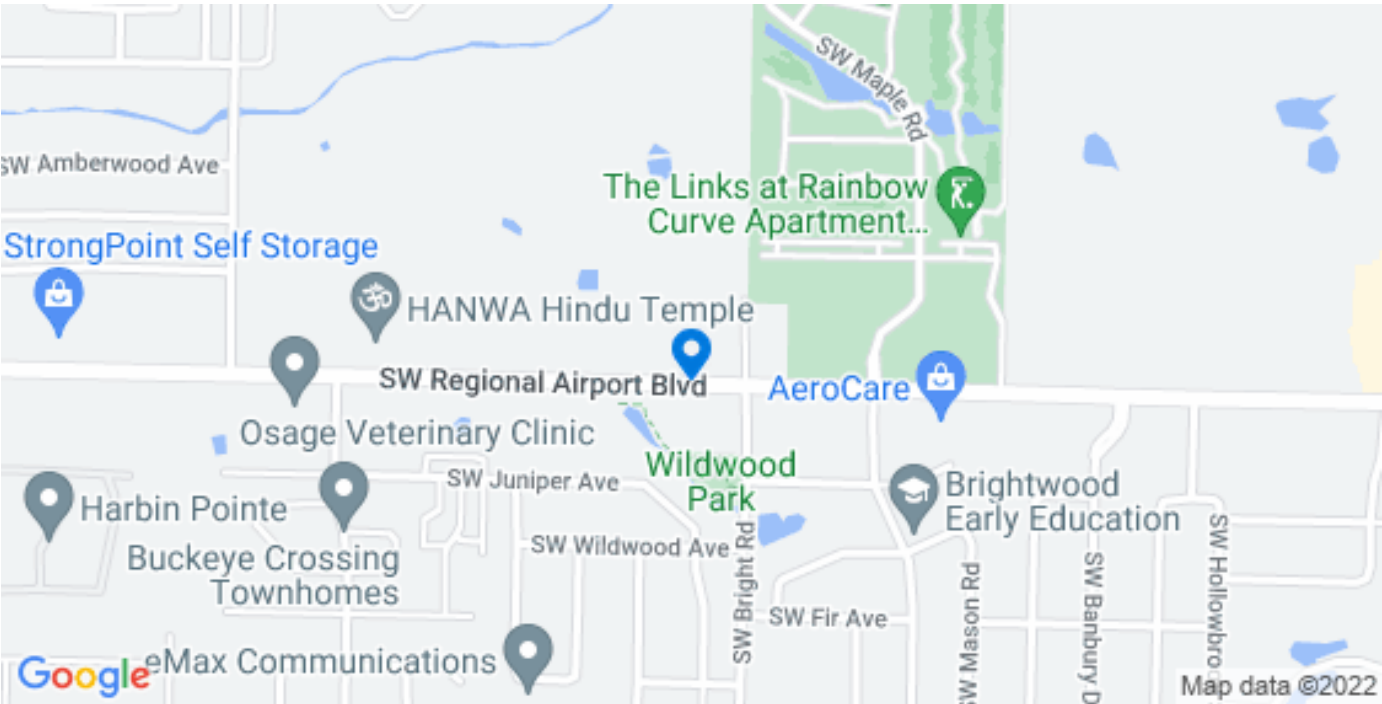 SW Maple Rd
SW Amberwood Ave
The Links at Rainbow
Curve Apartment...
StrongPoint Self Storage
HANWA Hindu Temple
SW Regional Airport Blvd
AeroCare
Osage Veterinary Clinic
Wildwood
Park
SW Juniper Ave
Brightwood
Early Education
Harbin Pointe
Buckeye Crossing
Townhomes
SW Wildwood Ave
SW Bright Rd
SW Fir Ave
SW Mason Rd
SW Banbury D
SW Hollowbro
eMax Communications
Google
Map data ©2022